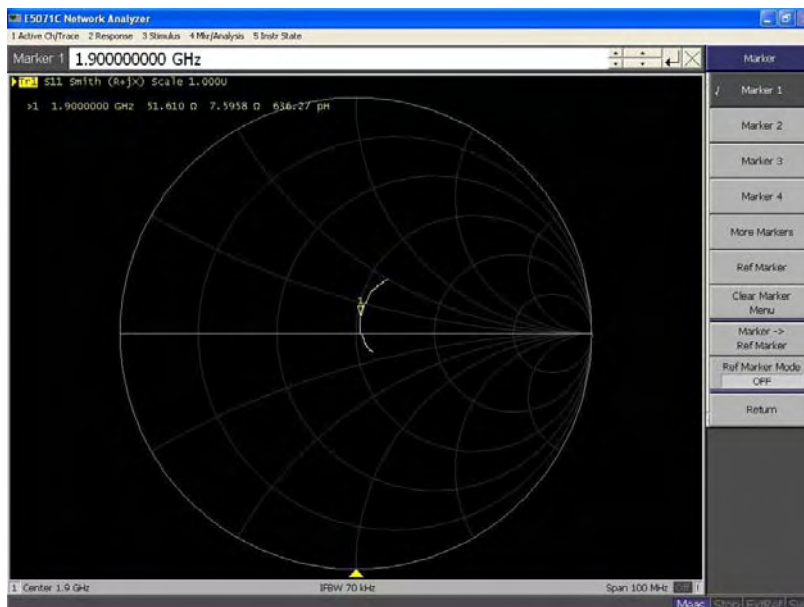 E5071C Network Analyzer
1 Active Ch/Trace 2 Response 3 Stimulus 4 Mkr/Analysis 5 Instr State
Marker 1 1.900000000 GHz
Tr1 S11 Smith (R+jX) Scale 1.000U
>1 1.9000000 GHz 51.610 Ω 7.5958 Ω 636.27 pH
1
Marker
√ Marker 1
Marker 2
Marker 3
Marker 4
More Markers
Ref Marker
Clear Marker
Menu
Marker ->
Ref Marker
Ref Marker Mode
OFF
Return
1 Center 1.9 GHz IFBW 70 kHz Span 100 MHz Off !
Meas Stop ExtRef